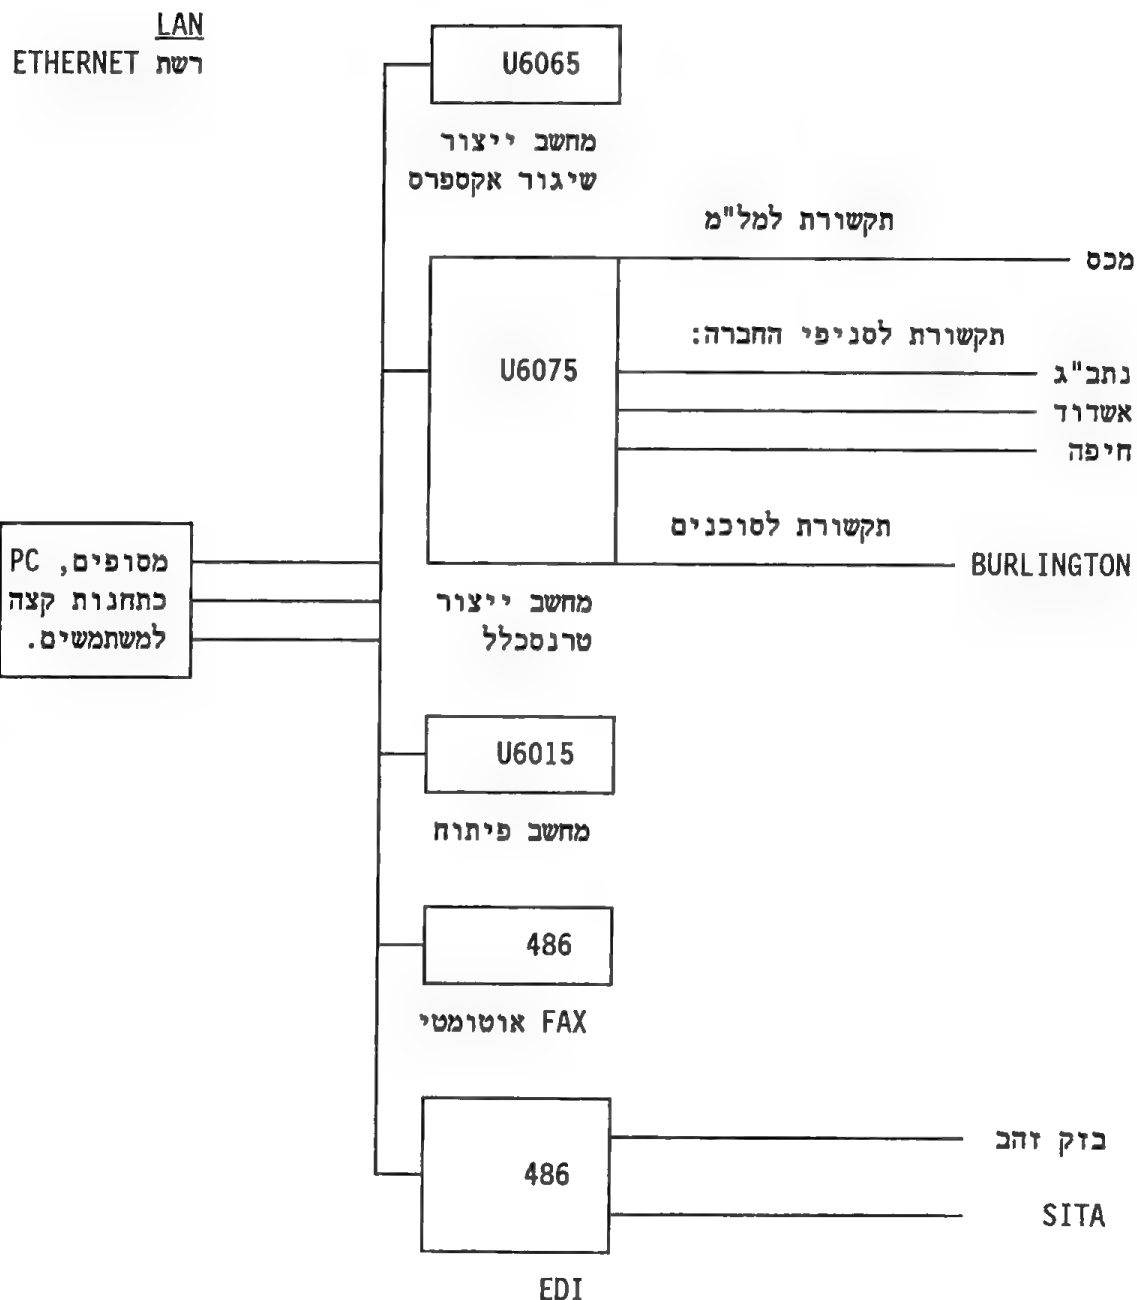 LAN
רשת ETHERNET
U6065
מחשב ייצור
שיגור אקספרס
תקשורת למל"מ
מכס
תקשורת לסניפי החברה:
U6075
נתב"ג
אשדוד
חיפה
תקשורת לסוכנים
BURLINGTON
מחשב ייצור
טרנסכלל
מסופים, PC
כתחנות קצה
למשתמשים.
U6015
מחשב פיתוח
486
FAX אוטומטי
486
בזק זהב
SITA
EDI